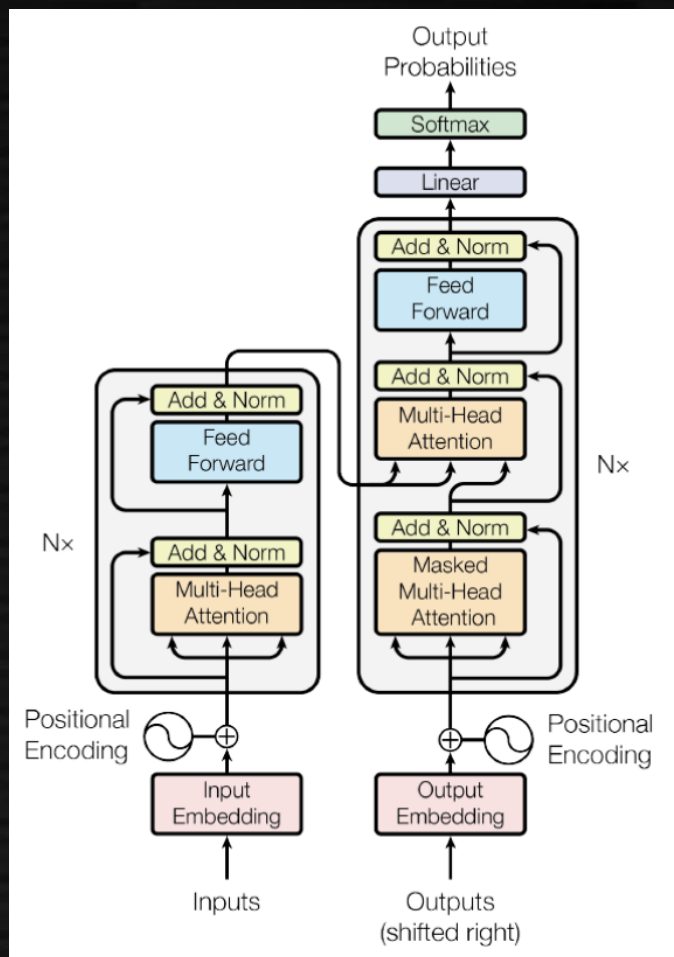 Output
Probabilities
Softmax
Linear
Add & Norm
Feed
Forward
Add & Norm
Multi-Head
Attention
Nx
Add & Norm
Masked
Multi-Head
Attention
Add & Norm
Feed
Forward
Nx
Add & Norm
Multi-Head
Attention
Positional
Encoding
Positional
Encoding
Input
Embedding
Output
Embedding
Inputs
Outputs
(shifted right)